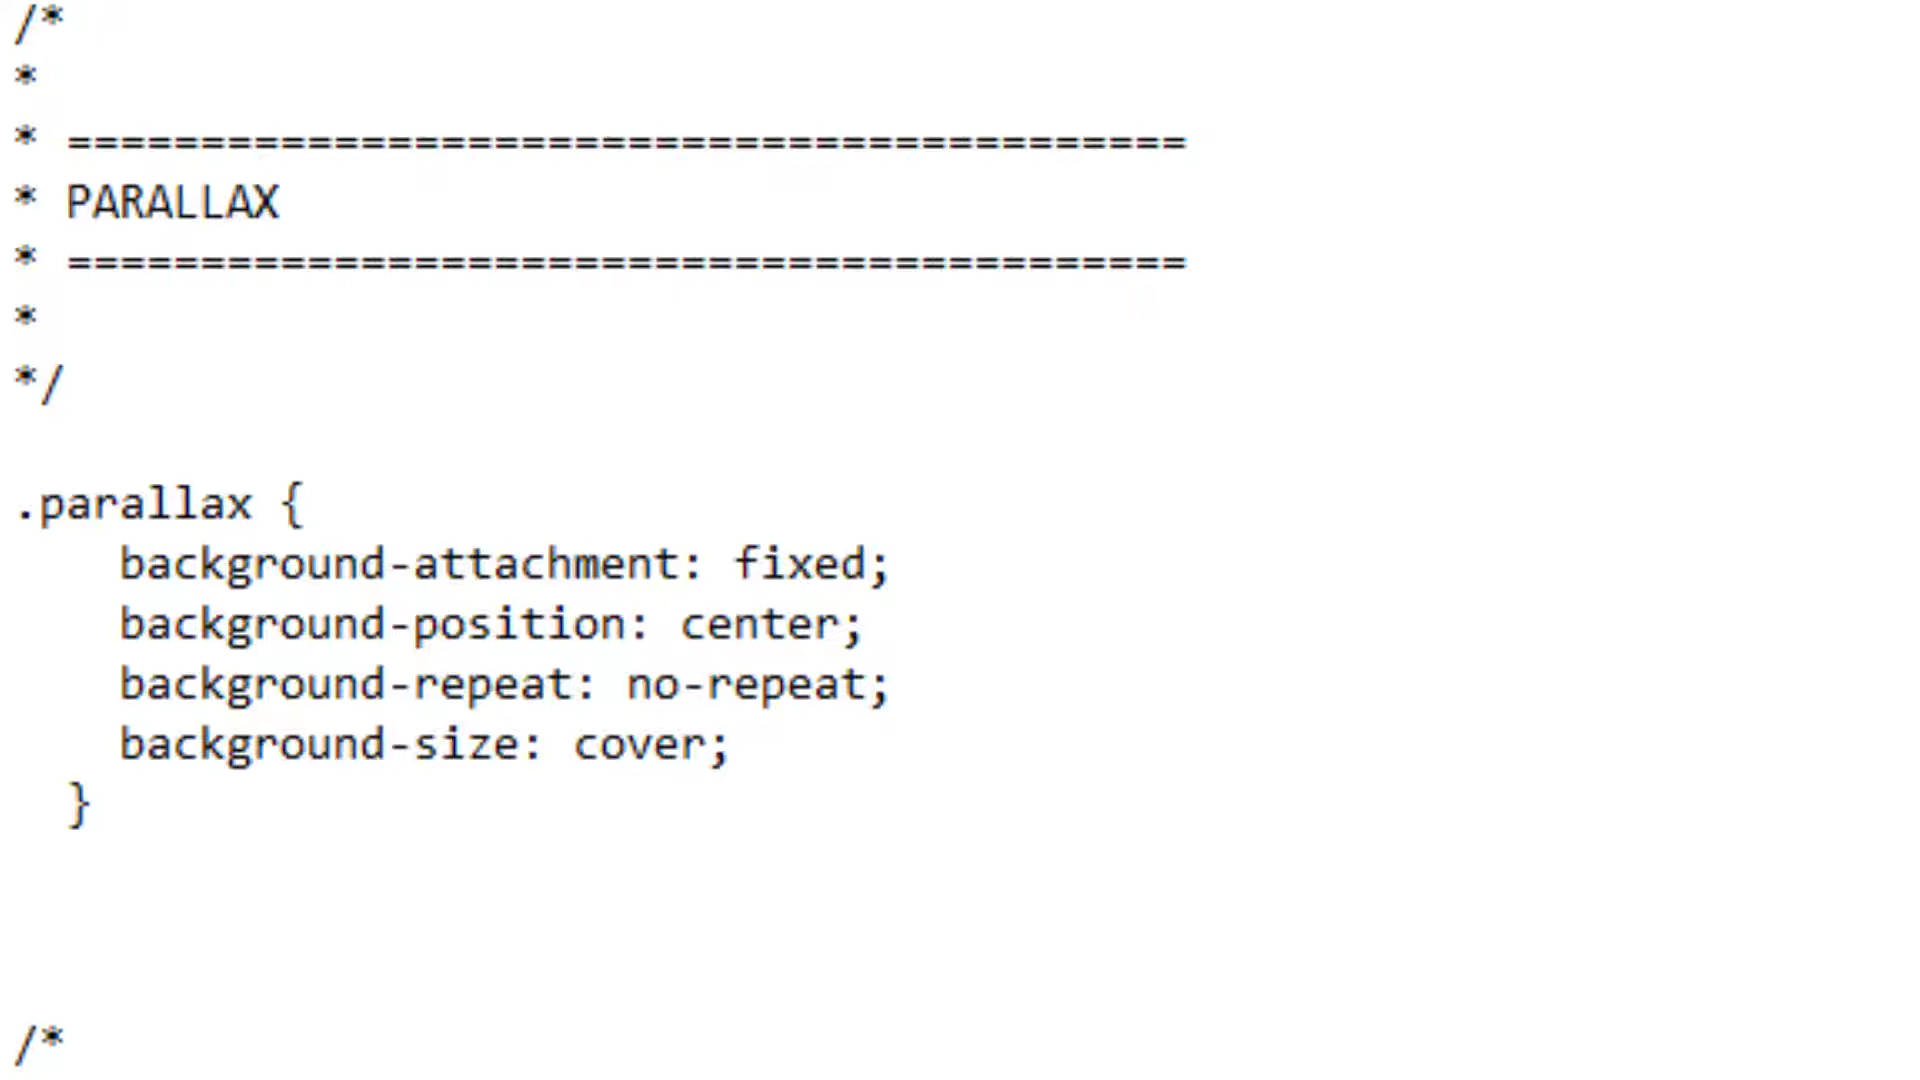 /*
*
* ==========================================
* PARALLAX
* ==========================================
*
*/
.parallax {
    background-attachment: fixed;
    background-position: center;
    background-repeat: no-repeat;
    background-size: cover;
  }
/*